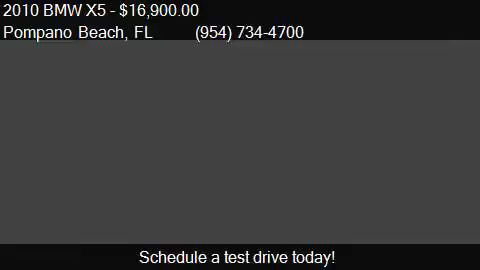 2010 BMW X5 - $16,900.00
Pompano Beach, FL (954) 734-4700
Schedule a test drive today!